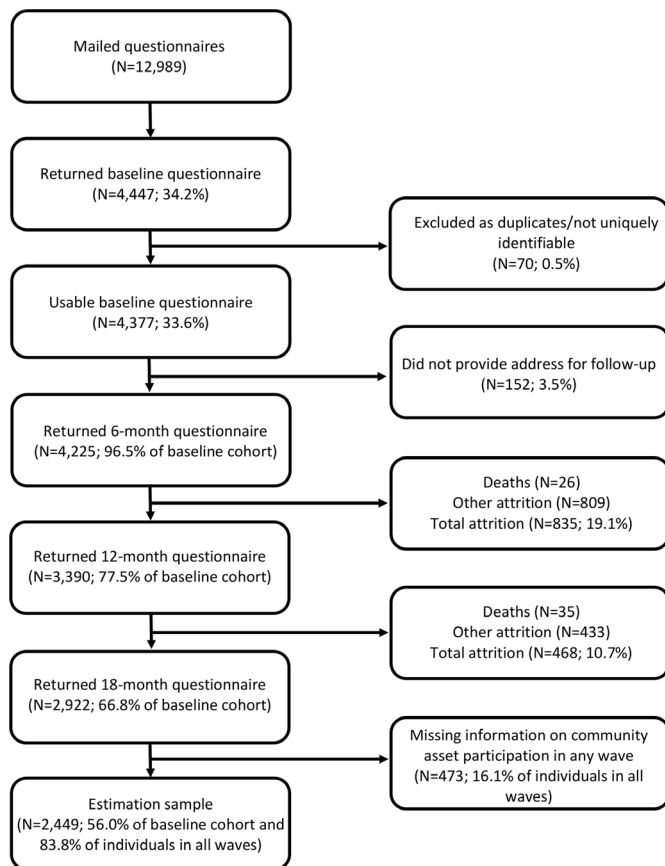 Mailed questionnaires
(N=12,989)
Returned baseline questionnaire
(N=4,447; 34.2%)
Excluded as duplicates/not uniquely
identifiable
(N=70; 0.5%)
Usable baseline questionnaire
(N=4,377; 33.6%)
Did not provide address for follow-up
(N=152; 3.5%)
Returned 6-month questionnaire
(N=4,225; 96.5% of baseline cohort)
Deaths (N=26)
Other attrition (N=809)
Total attrition (N=835; 19.1%)
Returned 12-month questionnaire
(N=3,390; 77.5% of baseline cohort)
Deaths (N=35)
Other attrition (N=433)
Total attrition (N=468; 10.7%)
Returned 18-month questionnaire
(N=2,922; 66.8% of baseline cohort)
Missing information on community
asset participation in any wave
(N=473; 16.1% of individuals in all
waves)
Estimation sample
(N=2,449; 56.0% of baseline cohort and
83.8% of individuals in all waves)